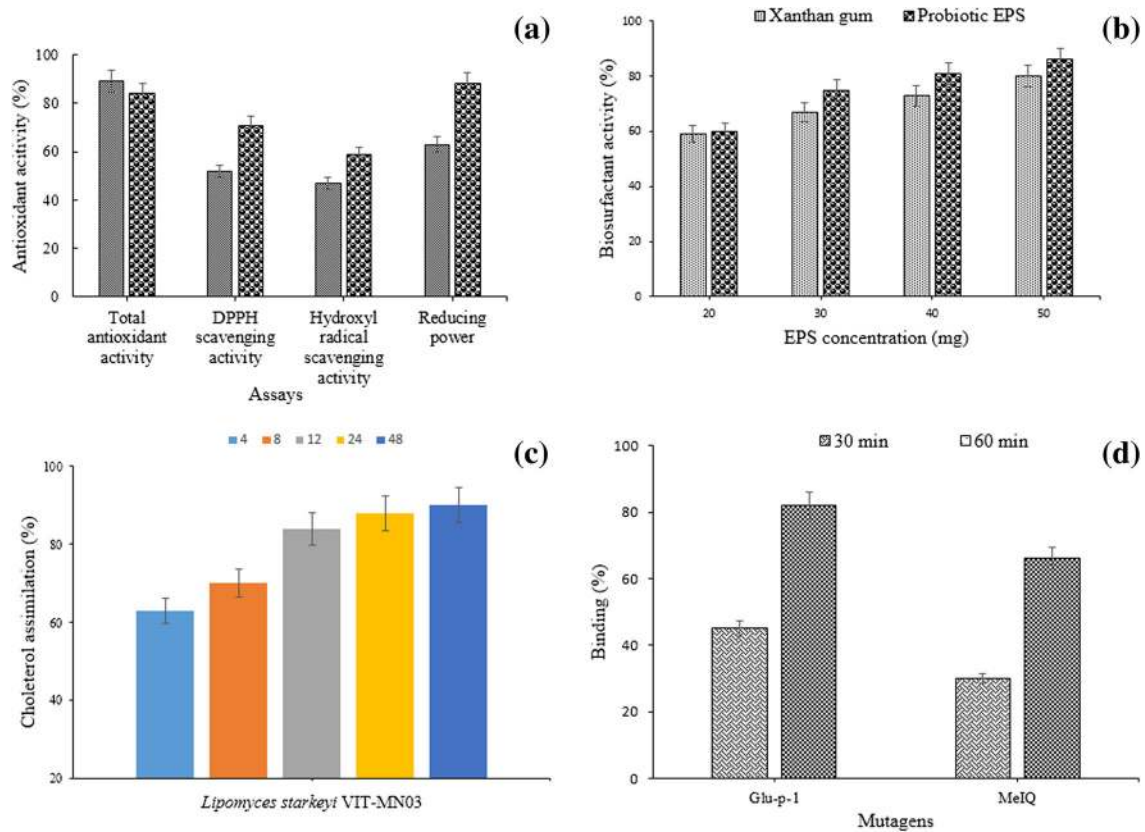 (a)
Antioxidant acitivity (%)
100
80
60
40
20
0
Total antioxidant activity
DPPH scavenging activity
Hydroxyl radical scavenging activity
Reducing power
Assays
Xanthan gum
Probiotic EPS
(b)
Biosurfactant activity (%)
100
80
60
40
20
0
20
30
40
50
EPS concentration (mg)
4
8
12
24
48
(c)
Choleterol assimilation (%)
100
80
60
40
20
Lipomyces starkeyi VIT-MN03
30 min
60 min
(d)
Binding (%)
100
80
60
40
20
0
Glu-p-1
MeIQ
Mutagens